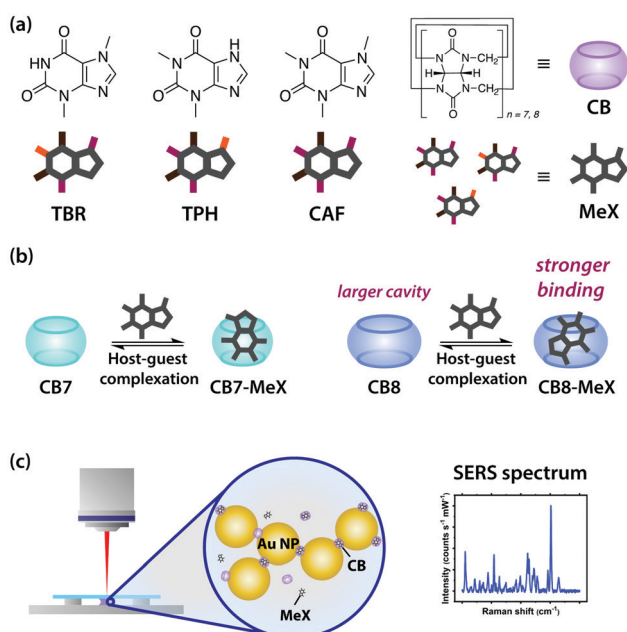 (a)
O
N
HN
N
O
N
N
H
O
N
N
O
N
N
O
N
N
O
N
N
O
N N CH₂
H H
N N CH₂
O
n = 7, 8
≡
CB
TBR
TPH
CAF
≡
MeX
(b)
larger cavity
stronger
binding
CB7
Host-guest
complexation
CB7-MeX
CB8
Host-guest
complexation
CB8-MeX
(c)
SERS spectrum
Au NP
CB
MeX
Intensity (counts s⁻¹ mW⁻¹)
Raman shift (cm⁻¹)